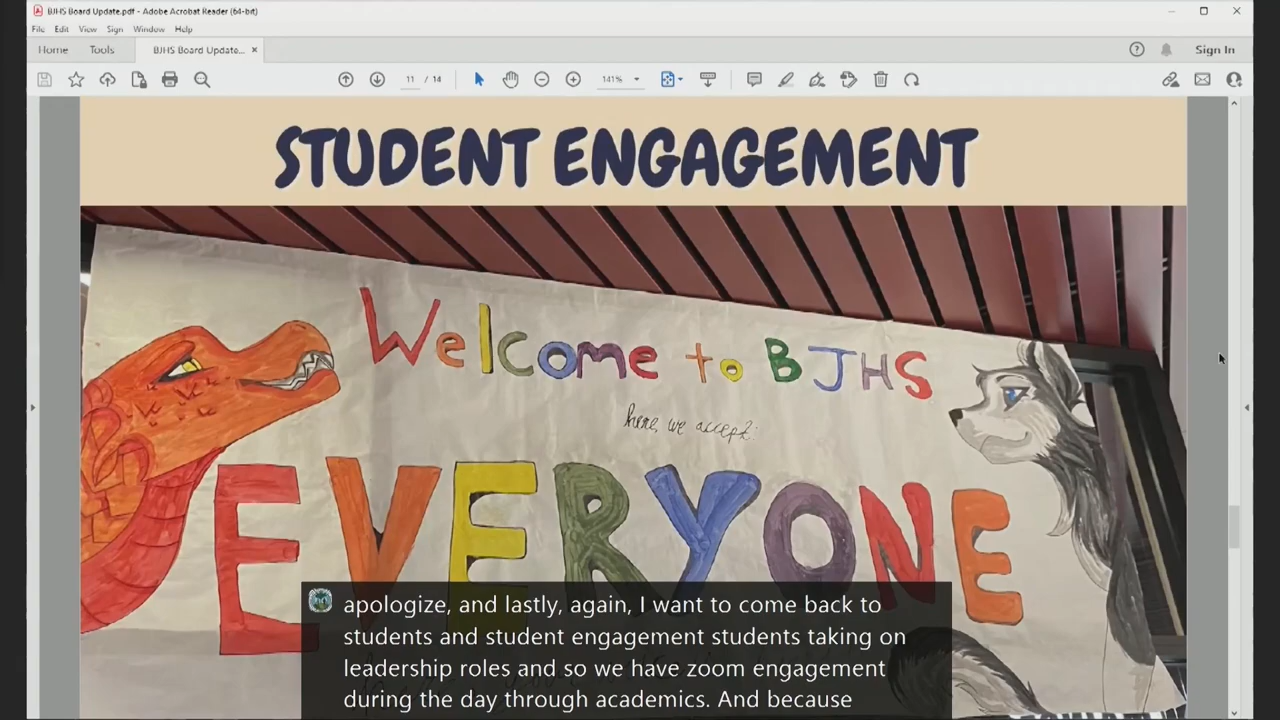 BJHS Board Update.pdf - Adobe Acrobat Reader (64-bit)
File Edit View Sign Window Help
Home Tools BJHS Board Update... × Sign In
11 / 14 141%
STUDENT ENGAGEMENT
Welcome to BJHS
here we accept:
EVERYONE
apologize, and lastly, again, I want to come back to
students and student engagement students taking on
leadership roles and so we have zoom engagement
during the day through academics. And because